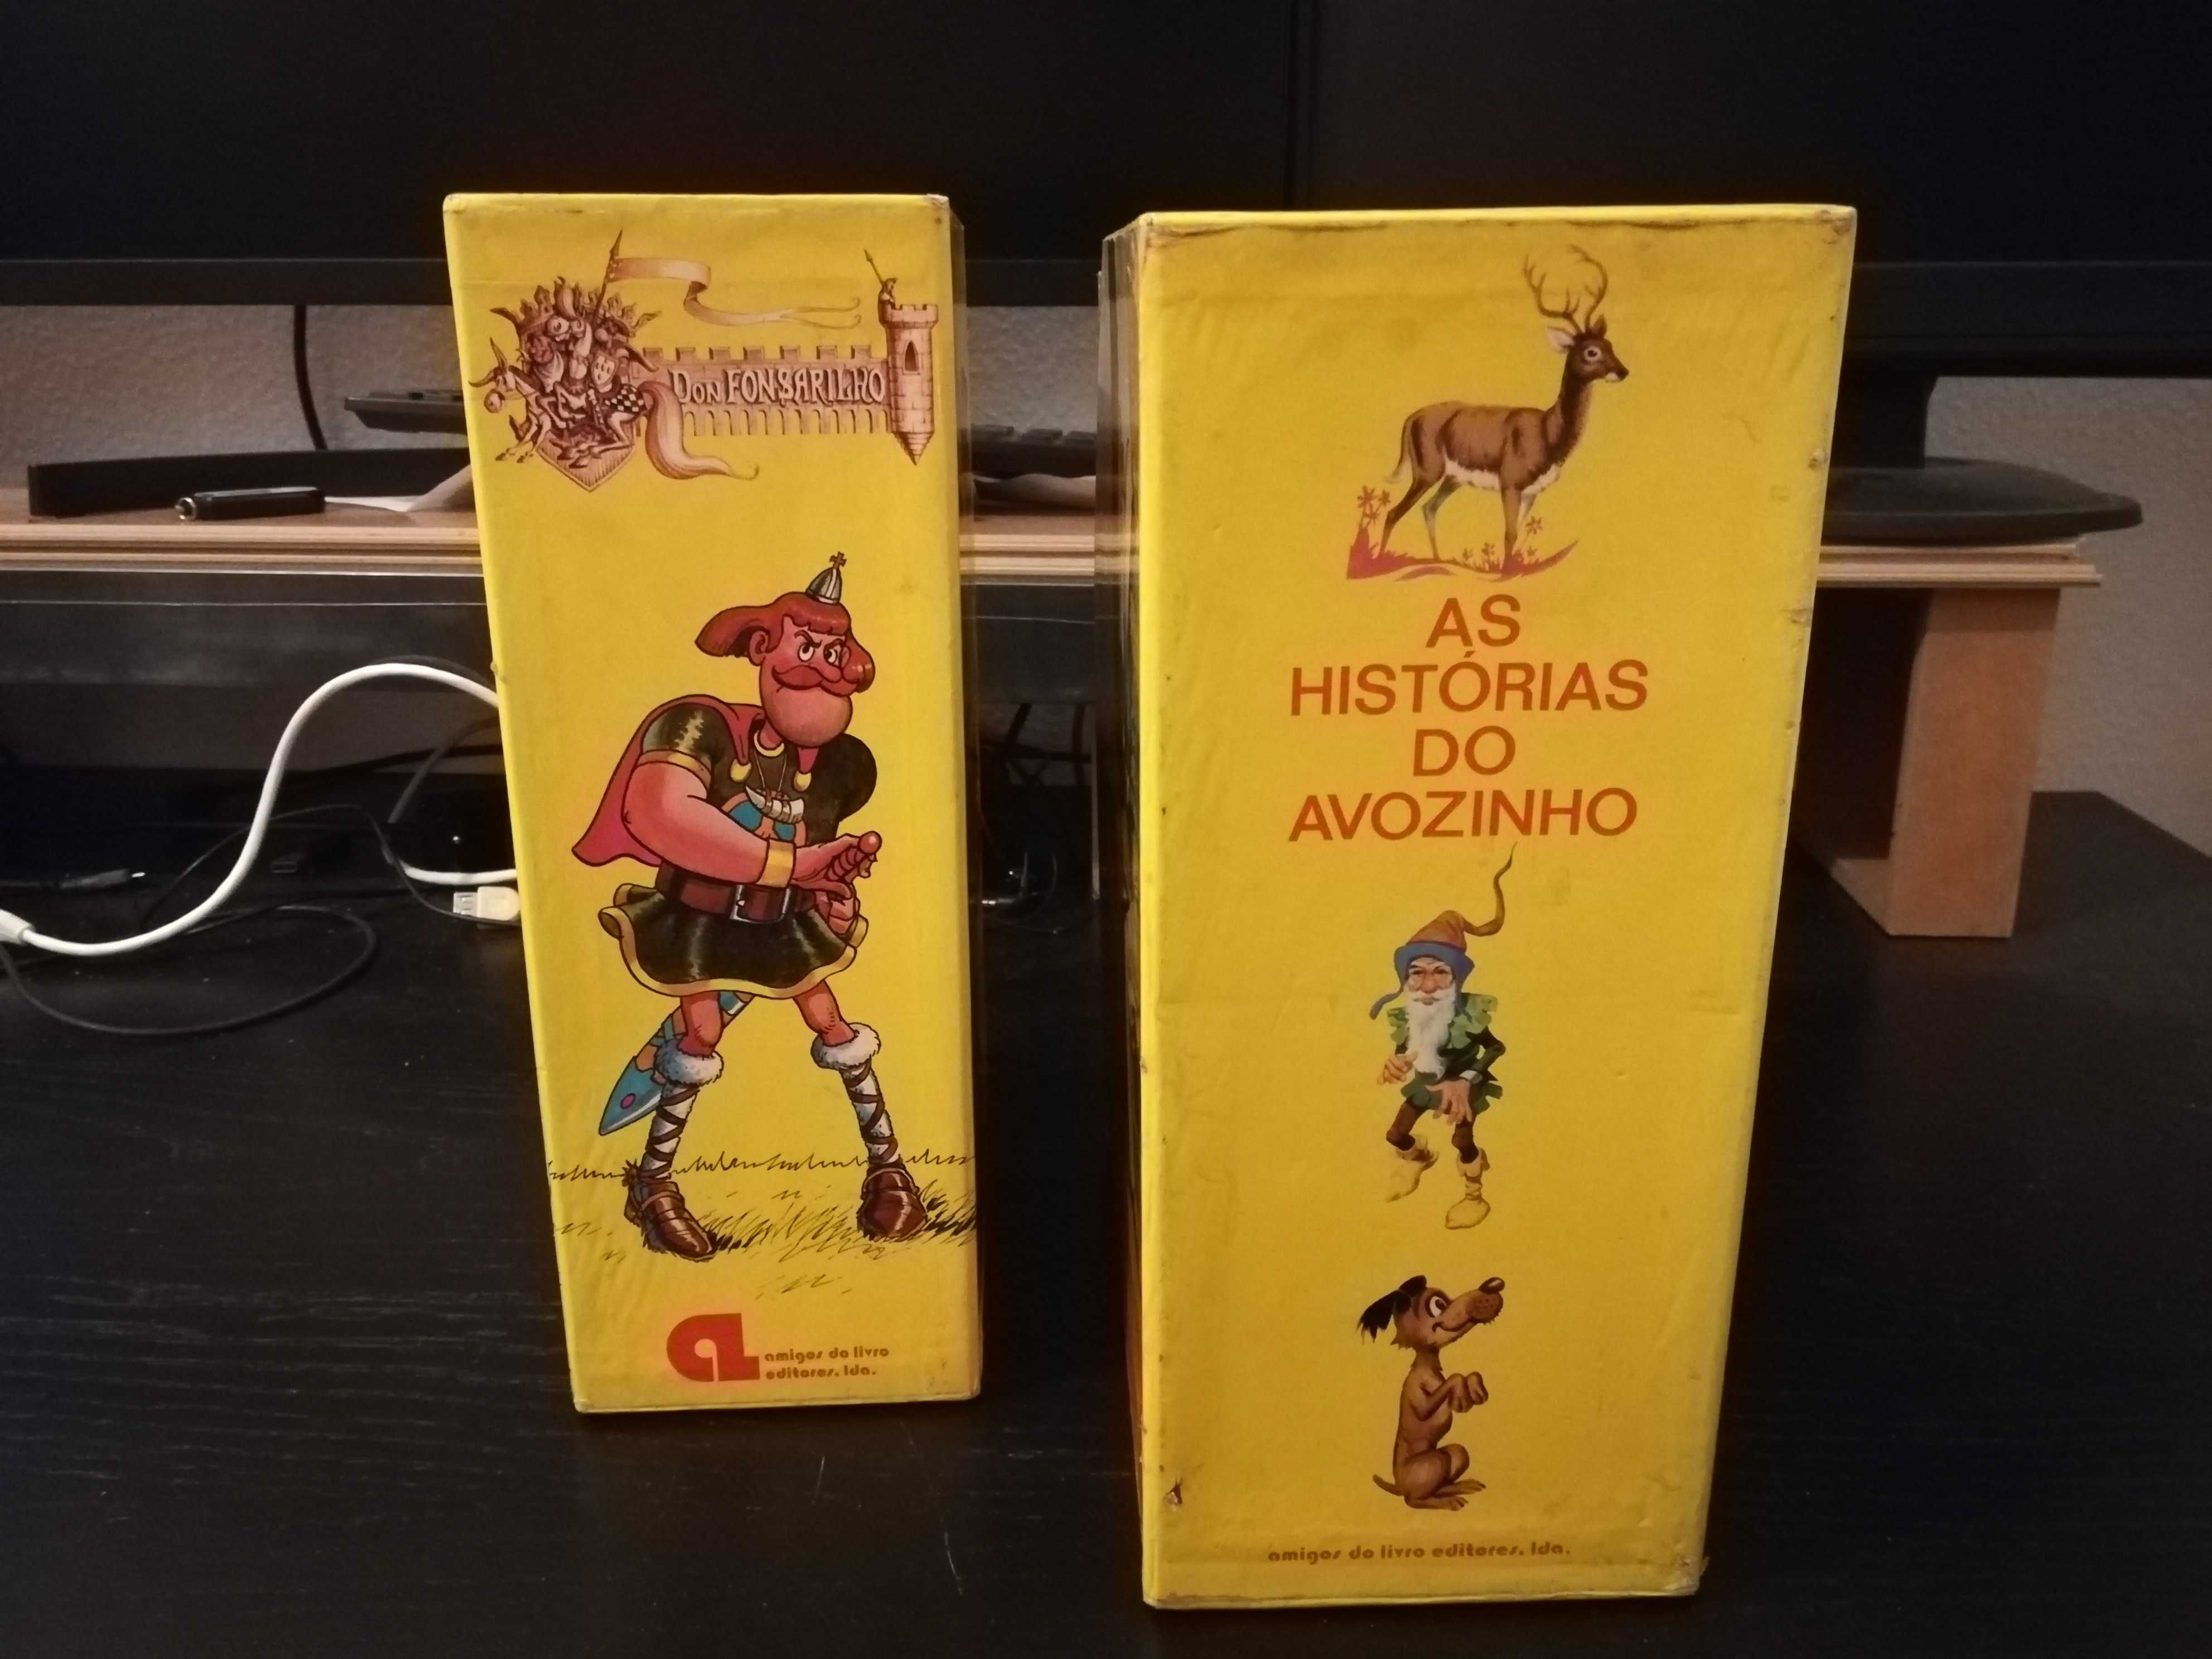 DON FONSARILHO
amigos do livro
editores, lda.
AS
HISTÓRIAS
DO
AVOZINHO
amigos do livro editores, lda.